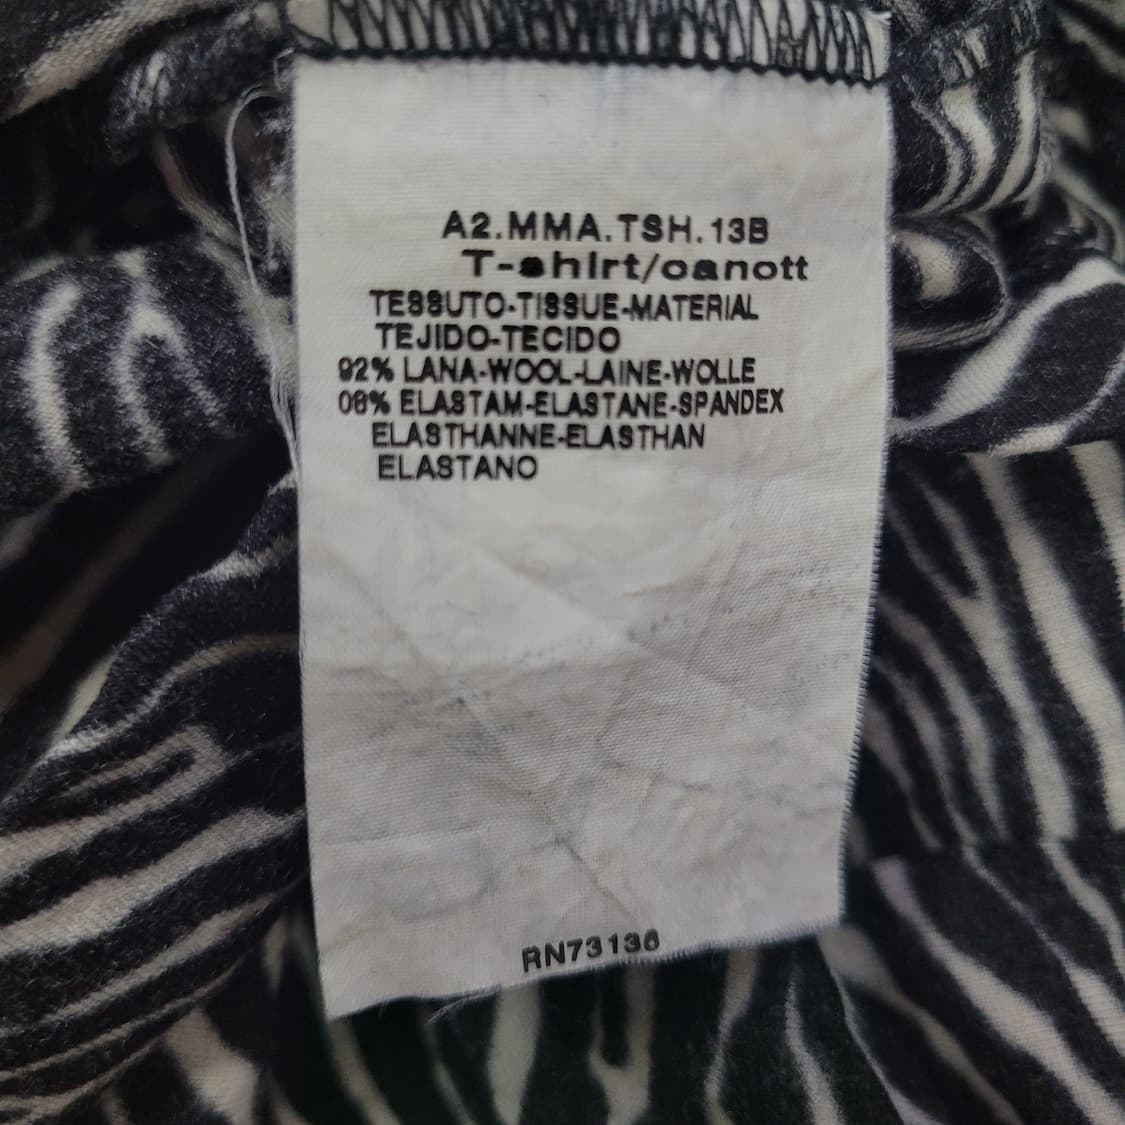 A2.MMA.TSH.13B
T-shirt/canott
TESSUTO-TISSUE-MATERIAL
TEJIDO-TECIDO
92% LANA-WOOL-LAINE-WOLLE
08% ELASTAM-ELASTANE-SPANDEX
ELASTHANNE-ELASTHAN
ELASTANO
RN73136